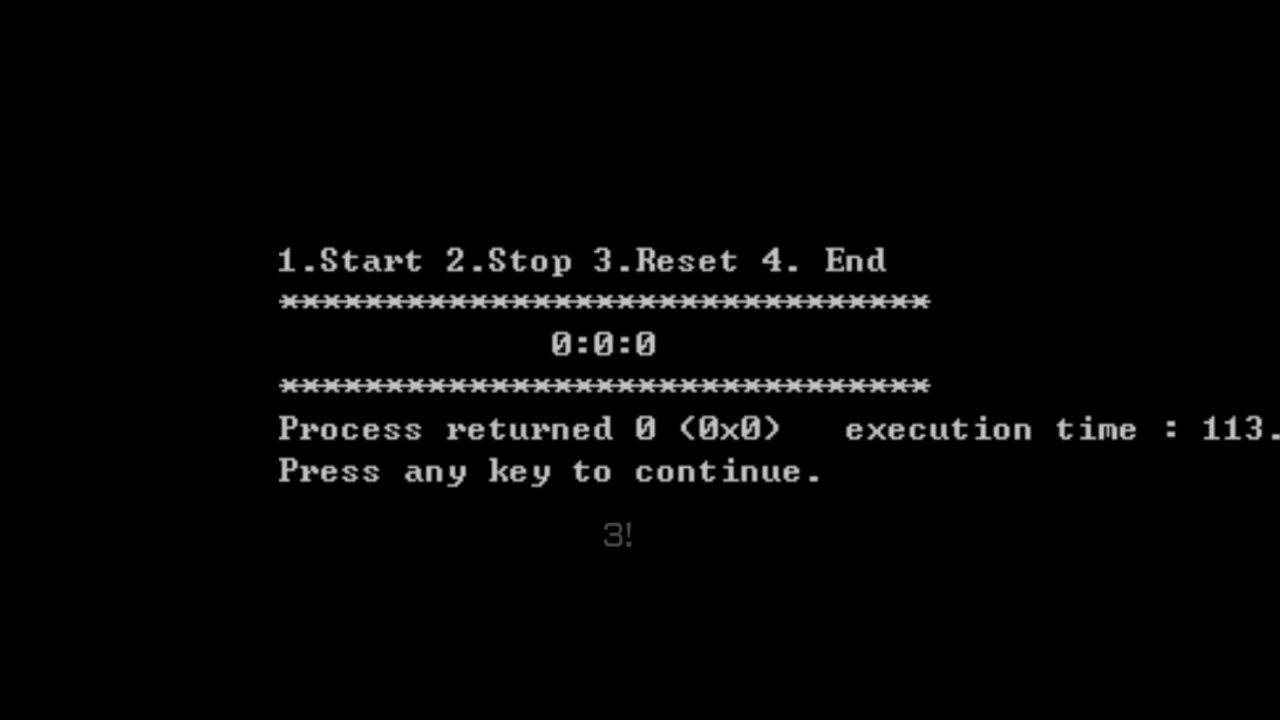 1.Start 2.Stop 3.Reset 4. End
*******************************
0:0:0
*******************************
Process returned 0 (0x0)   execution time : 113.
Press any key to continue.
3!